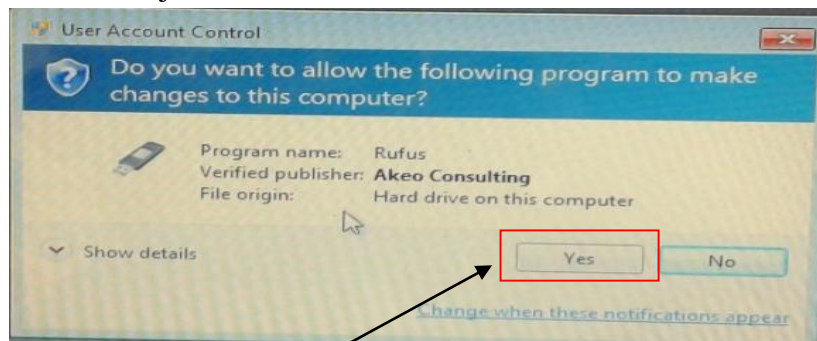 User Account Control
Do you want to allow the following program to make
changes to this computer?
Program name: Rufus
Verified publisher: Akeo Consulting
File origin: Hard drive on this computer
Show details
Yes
No
Change when these notifications appear